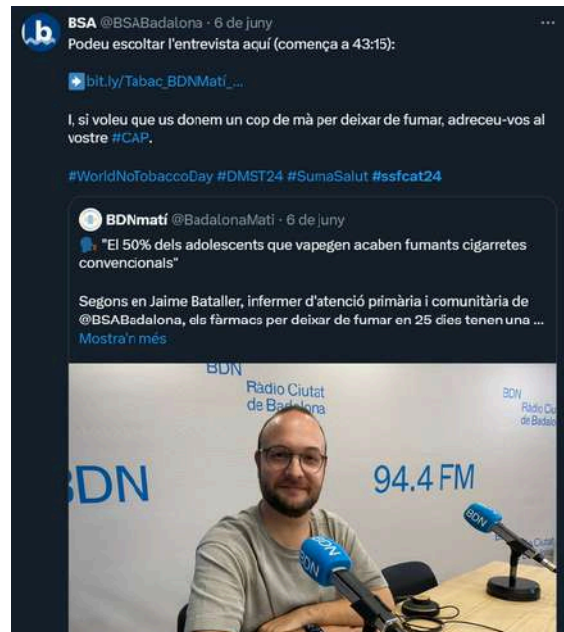 BSA @BSABadalona · 6 de juny
Podeu escoltar l'entrevista aquí (comença a 43:15):
bit.ly/Tabac_BDNMatí_...
I, si voleu que us donem un cop de mà per deixar de fumar, adreceu-vos al
vostre #CAP.
#WorldNoTobaccoDay #DMST24 #SumaSalut #ssfcat24
BDNmatí @BadalonaMati · 6 de juny
"El 50% dels adolescents que vapegen acaben fumants cigarretes
convencionals"
Segons en Jaime Bataller, infermer d'atenció primària i comunitària de
@BSABadalona, els fàrmacs per deixar de fumar en 25 dies tenen una ...
Mostra'n més
BDN
Ràdio Ciutat
de Badalona
BDN
Ràdio
de Badalo
BDN
94.4 FM
BDN
BDN
BDN